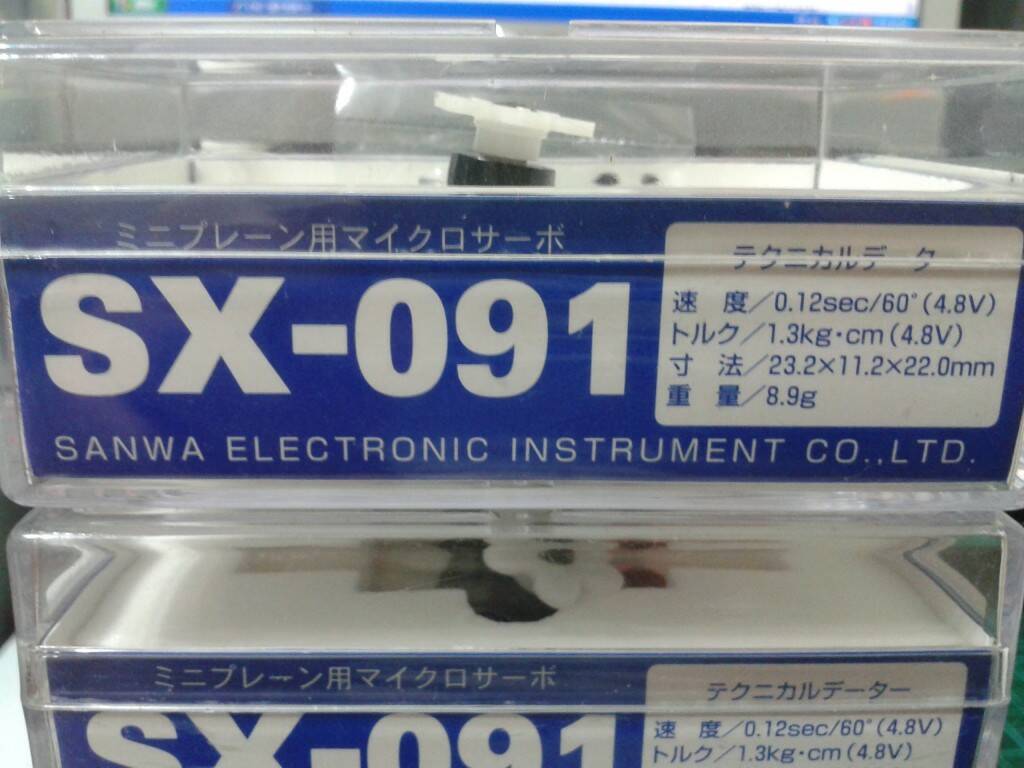 ミニプレーン用マイクロサーボ
SX-091
SANWA ELECTRONIC INSTRUMENT CO.,LTD.
テクニカルデータ
速 度/0.12sec/60°(4.8V)
トルク/1.3kg・cm(4.8V)
寸 法/23.2×11.2×22.0mm
重 量/8.9g
ミニプレーン用マイクロサーボ
SX-091
テクニカルデーター
速 度/0.12sec/60°(4.8V)
トルク/1.3kg・cm(4.8V)